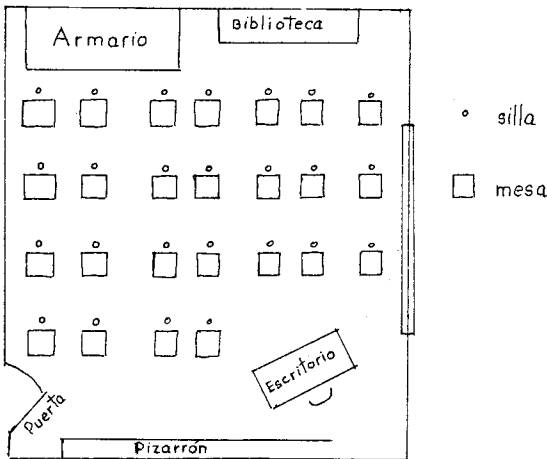 Armario
Biblioteca
silla
mesa
Escritorio
Puerta
Pizarrón